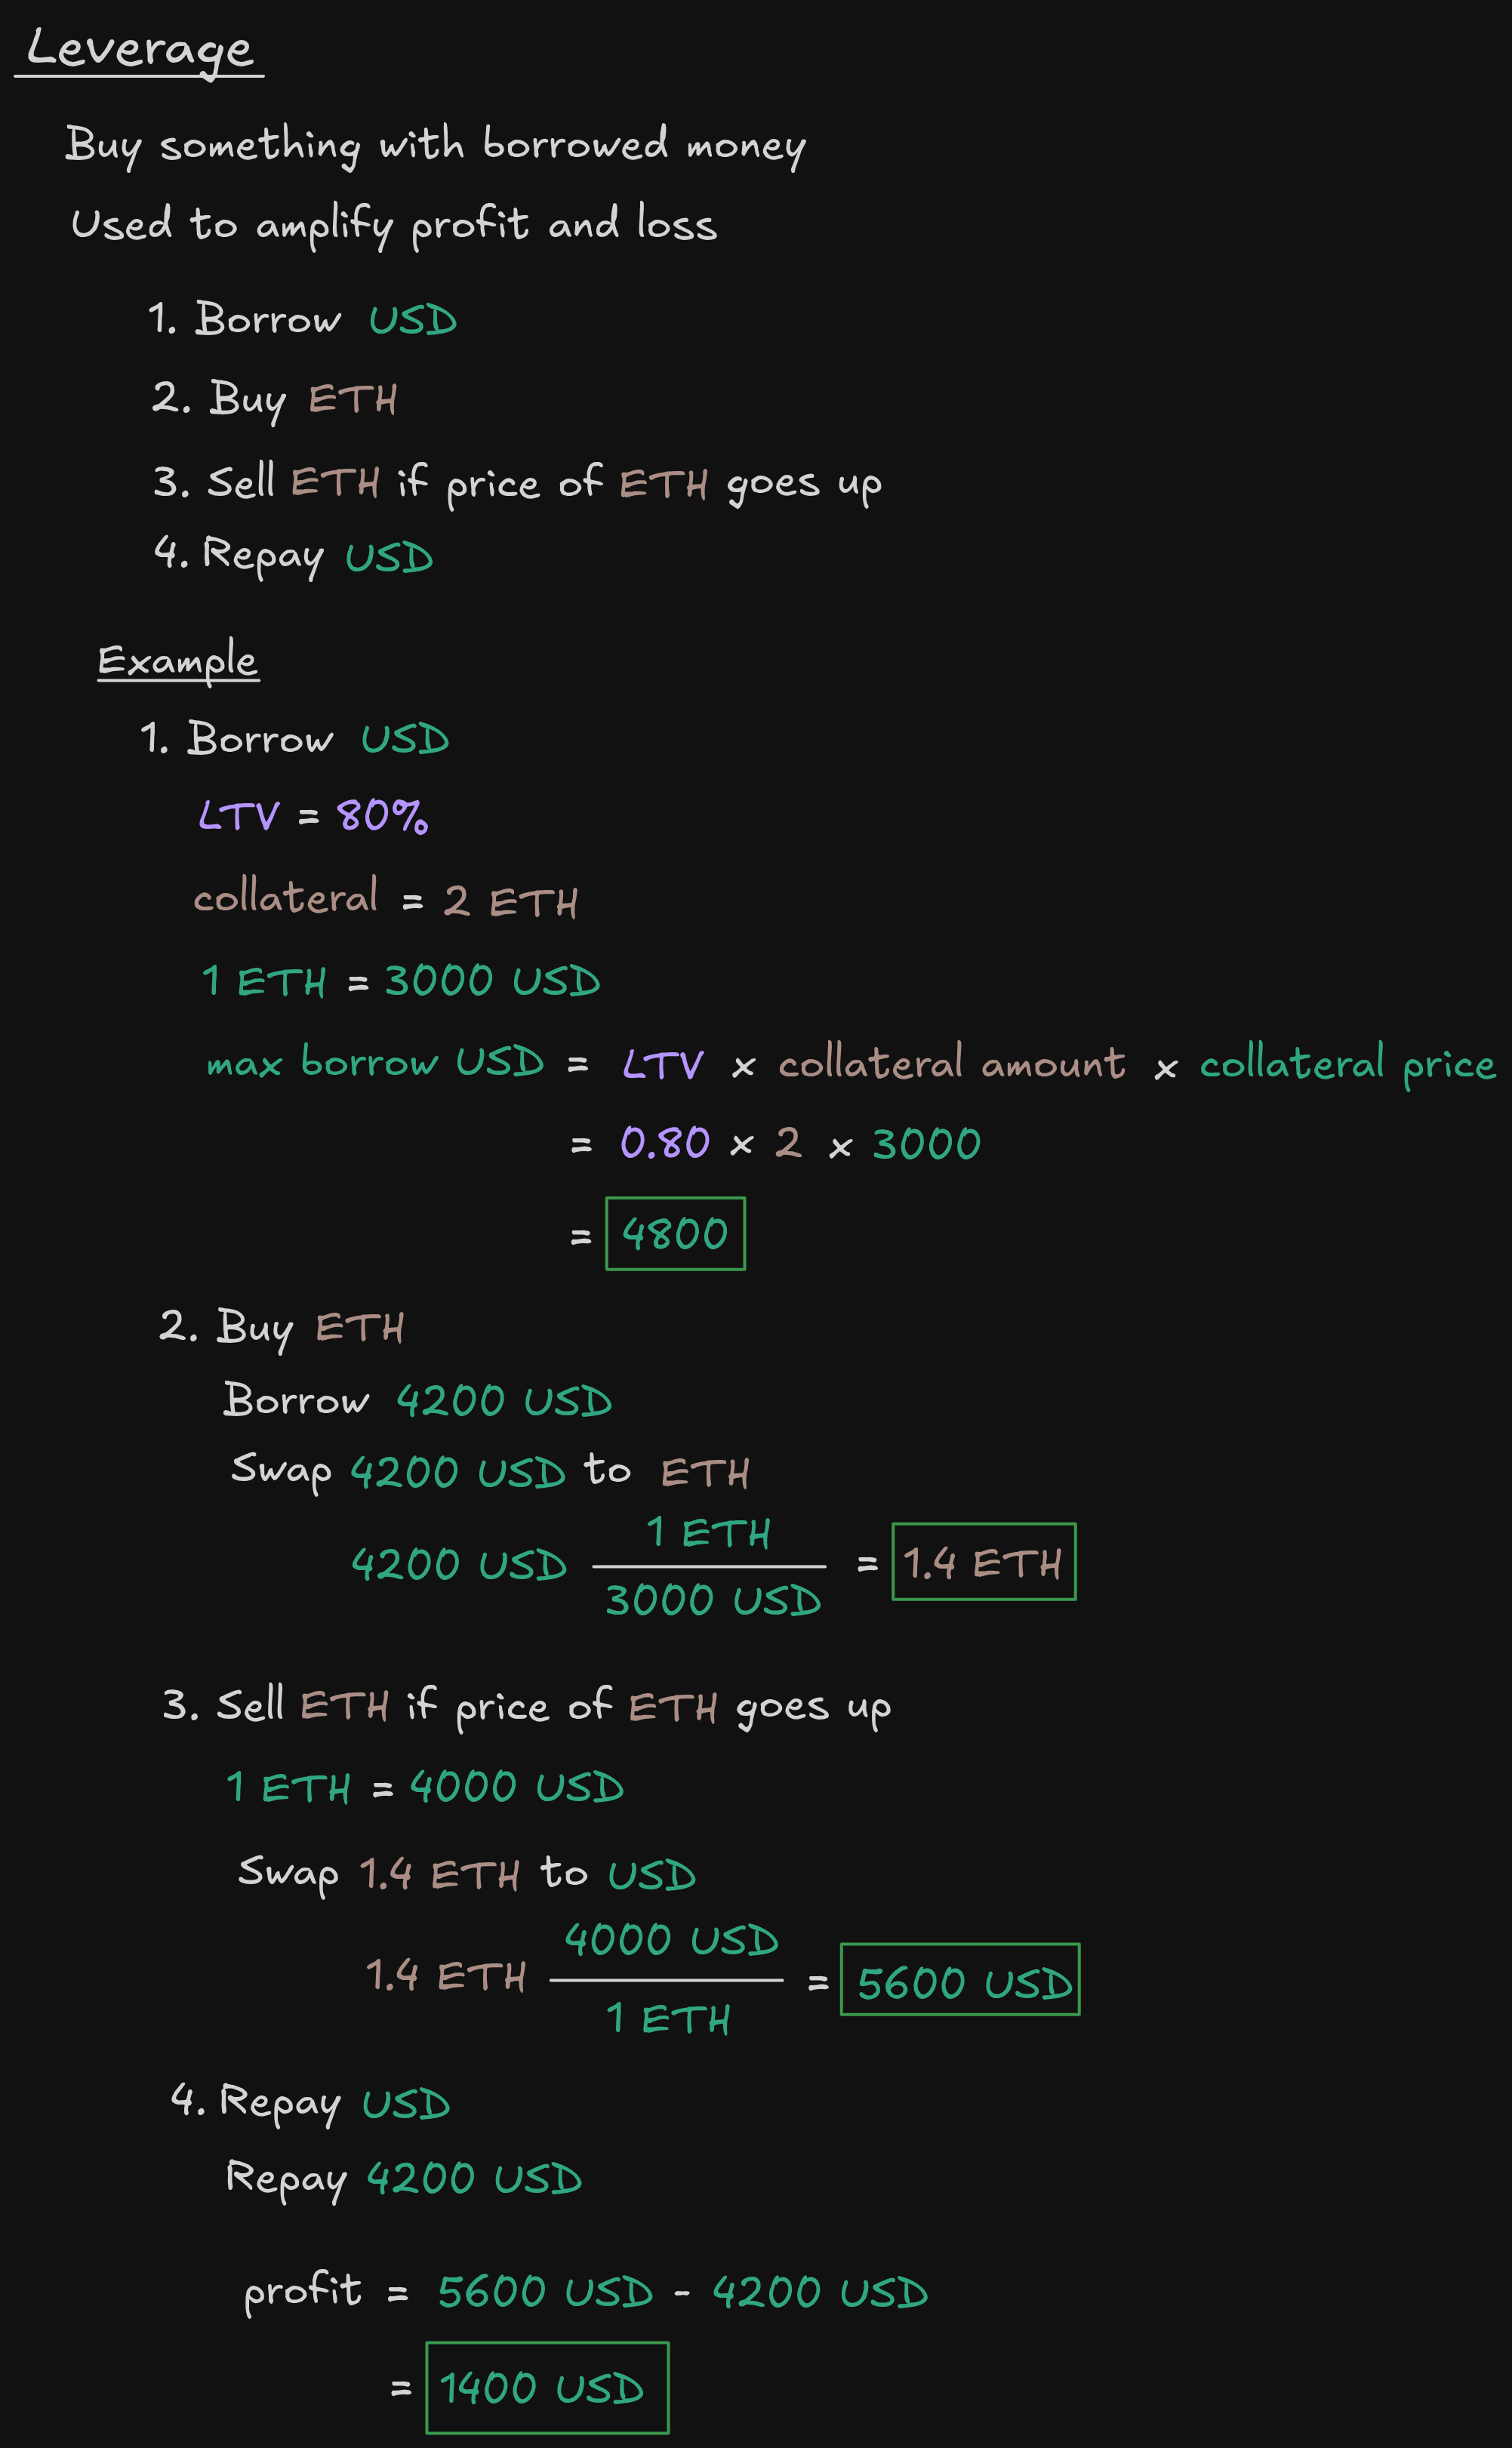 Leverage
Buy something with borrowed money
Used to amplify profit and loss
1. Borrow USD
2. Buy ETH
3. Sell ETH if price of ETH goes up
4. Repay USD
Example
1. Borrow USD
LTV = 80%
collateral = 2 ETH
1 ETH = 3000 USD
max borrow USD = LTV × collateral amount × collateral price
= 0.80 × 2 × 3000
= 4800
2. Buy ETH
Borrow 4200 USD
Swap 4200 USD to ETH
1 ETH
4200 USD = 1.4 ETH
3000 USD
3. Sell ETH if price of ETH goes up
1 ETH = 4000 USD
Swap 1.4 ETH to USD
4000 USD
1.4 ETH = 5600 USD
1 ETH
4. Repay USD
Repay 4200 USD
profit = 5600 USD - 4200 USD
= 1400 USD